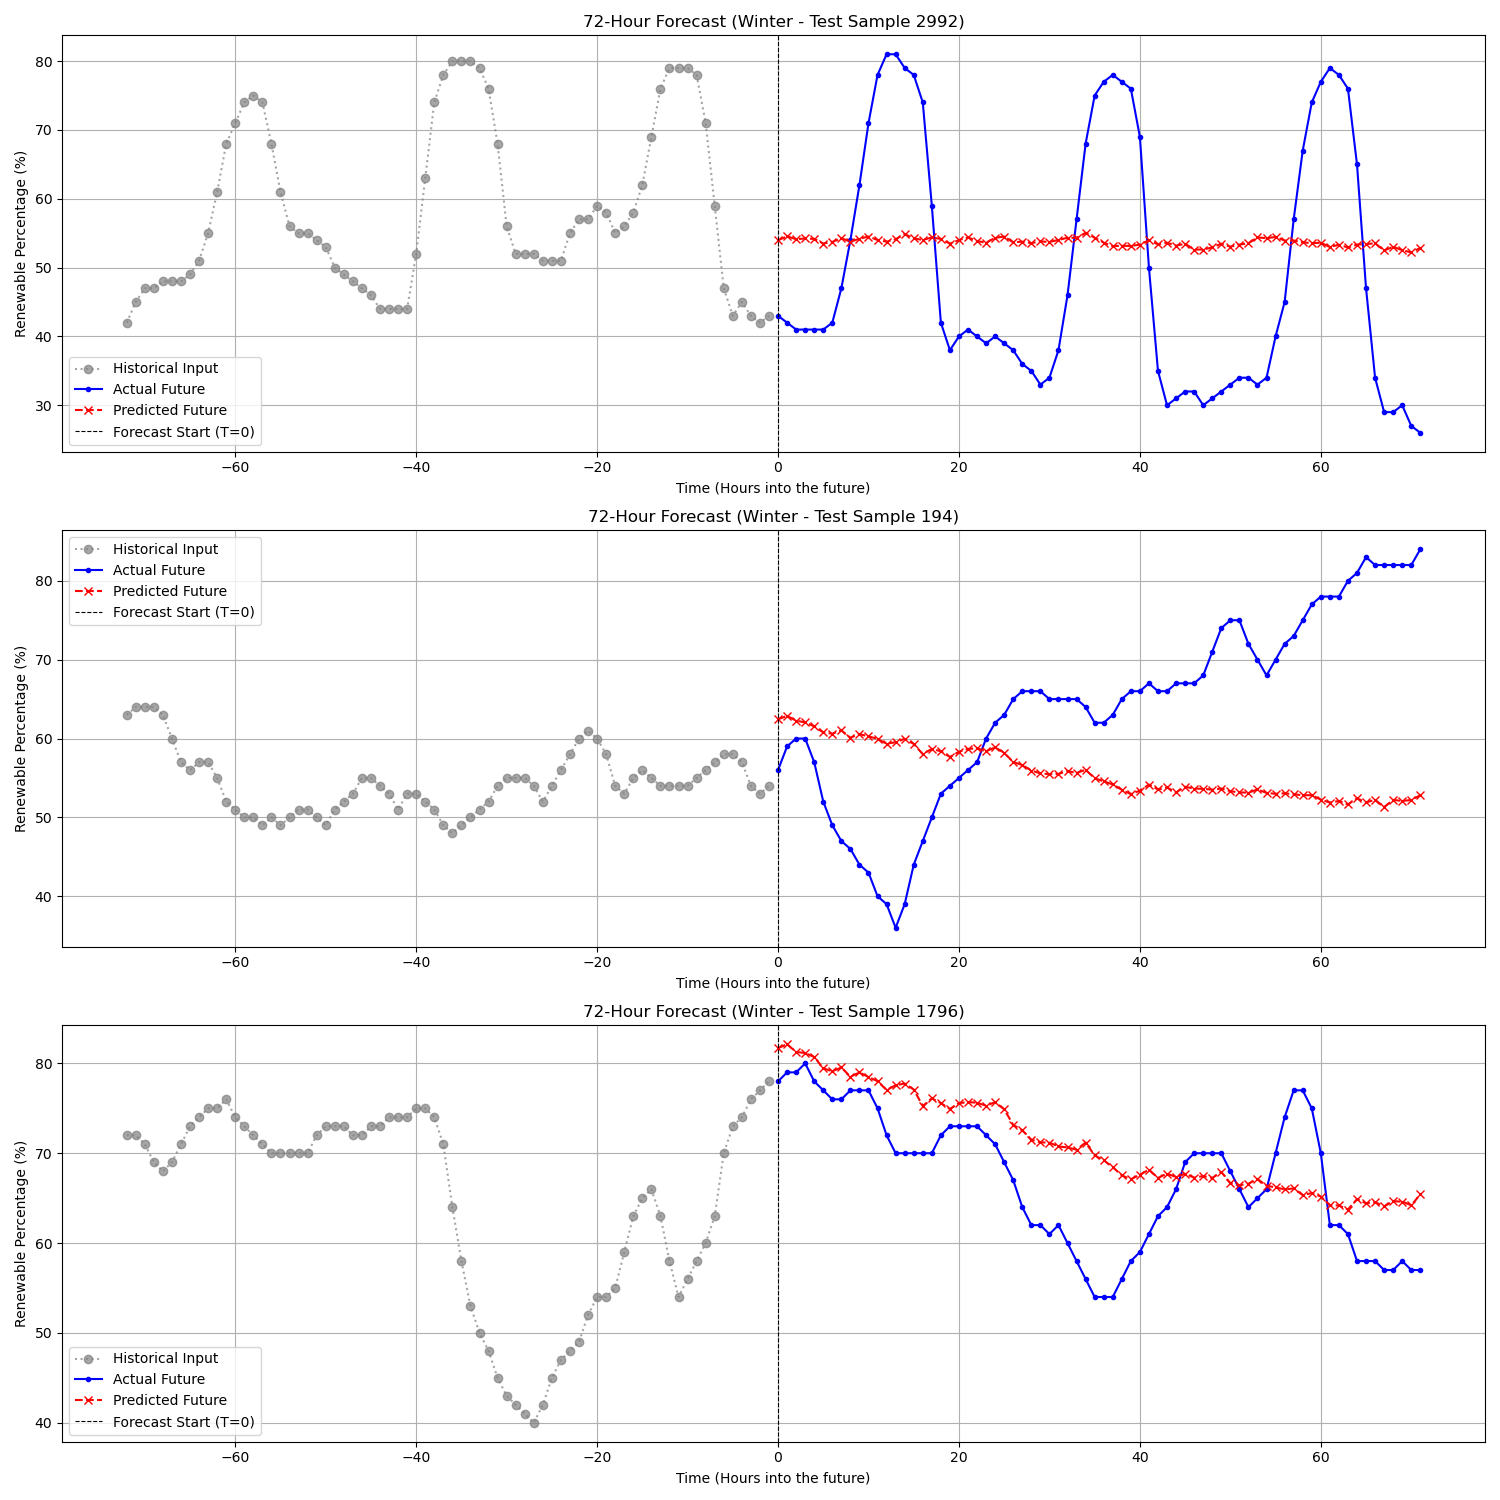 72-Hour Forecast (Winter - Test Sample 2992)
Renewable Percentage (%)
80
70
60
50
40
30
Historical Input
Actual Future
Predicted Future
Forecast Start (T=0)
−60
−40
−20
0
20
40
60
Time (Hours into the future)
72-Hour Forecast (Winter - Test Sample 194)
Renewable Percentage (%)
80
70
60
50
40
Historical Input
Actual Future
Predicted Future
Forecast Start (T=0)
−60
−40
−20
0
20
40
60
Time (Hours into the future)
72-Hour Forecast (Winter - Test Sample 1796)
Renewable Percentage (%)
80
70
60
50
40
Historical Input
Actual Future
Predicted Future
Forecast Start (T=0)
−60
−40
−20
0
20
40
60
Time (Hours into the future)